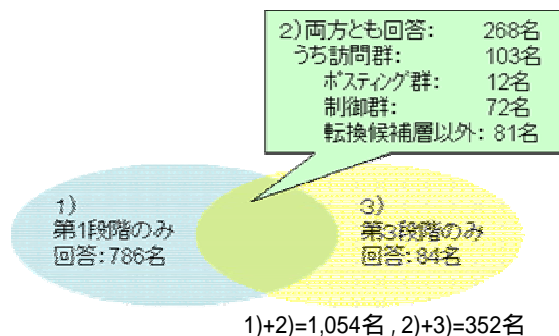 2)両方とも回答: 268名
うち訪問群: 103名
ポスティング群: 12名
制御群: 72名
転換候補層以外: 81名
1)
第1段階のみ
回答:786名
3)
第3段階のみ
回答:84名
1)+2)=1,054名 , 2)+3)=352名